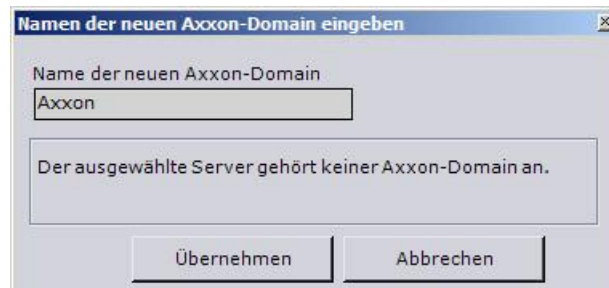 Namen der neuen Axxon-Domain eingeben
Name der neuen Axxon-Domain
Axxon
Der ausgewählte Server gehört keiner Axxon-Domain an.
Übernehmen Abbrechen